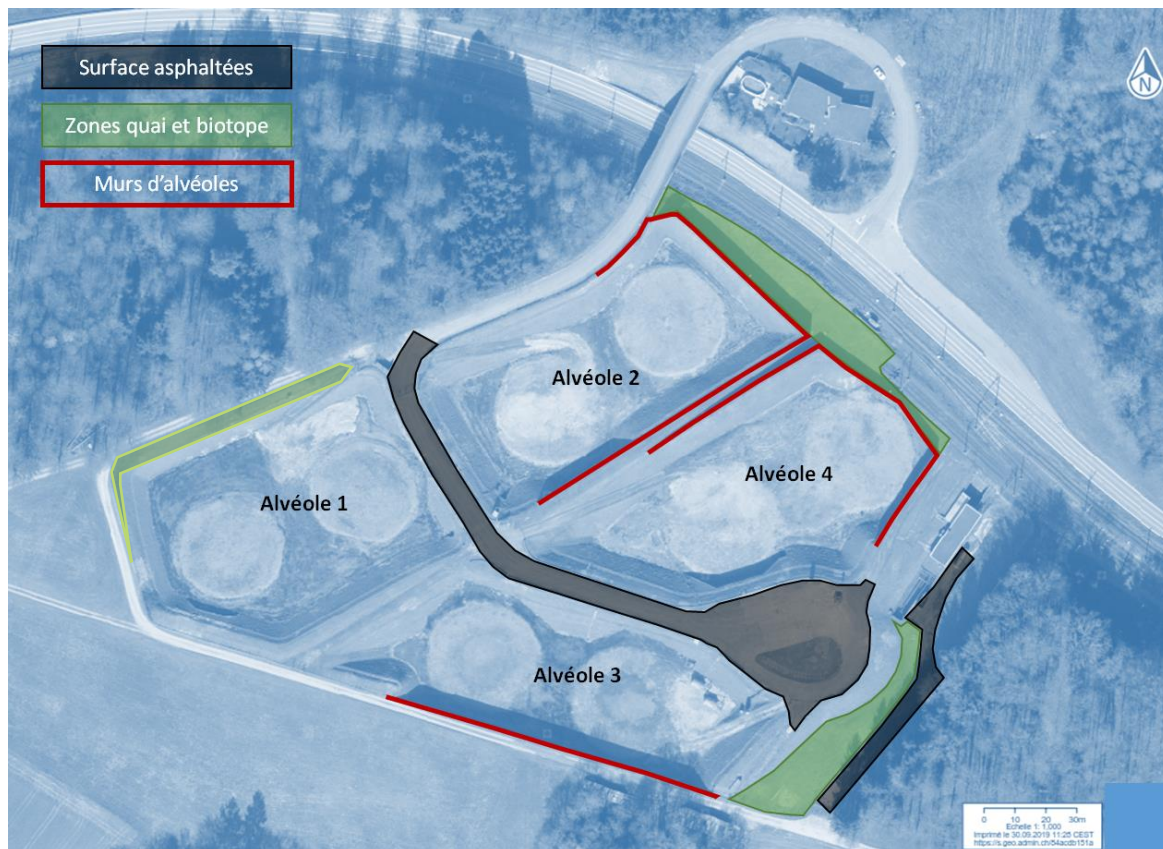 Surface asphaltées
Zones quai et biotope
Murs d'alvéoles
N
Alvéole 2
Alvéole 4
Alvéole 1
Alvéole 3
0 10 20 30m
Echelle 1: 1,000
Imprimé le 30.09.2019 11:26 CEST
https://s.geo.admin.ch/84acdb151a